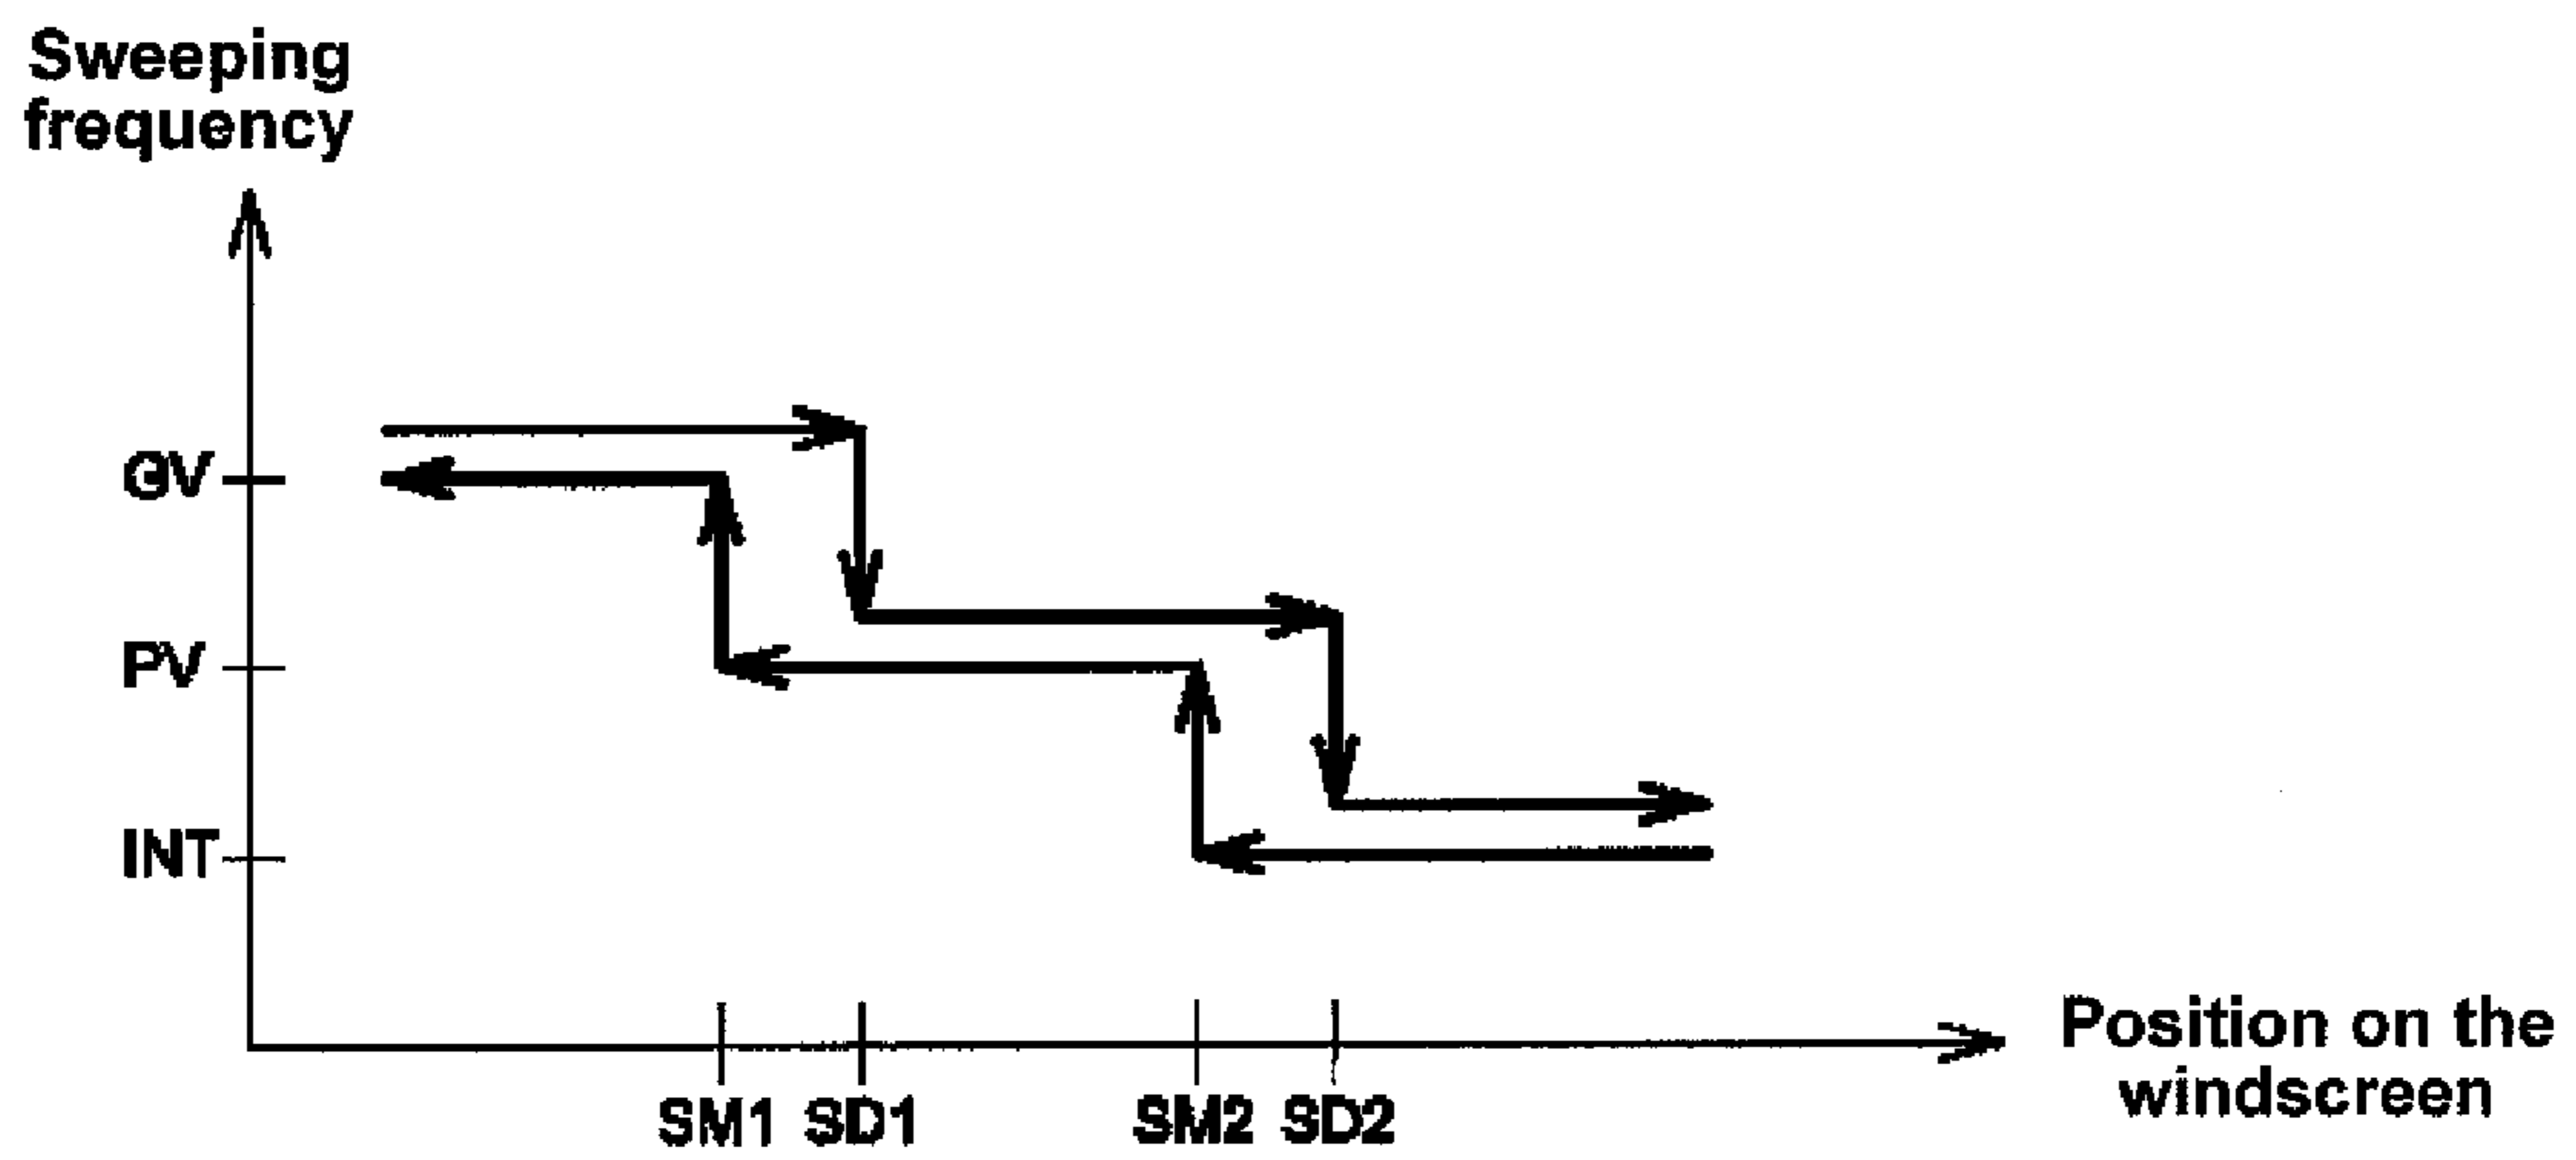 Sweeping
frequency
GV
PV
INT
SM1 SD1 SM2 SD2
Position on the
windscreen